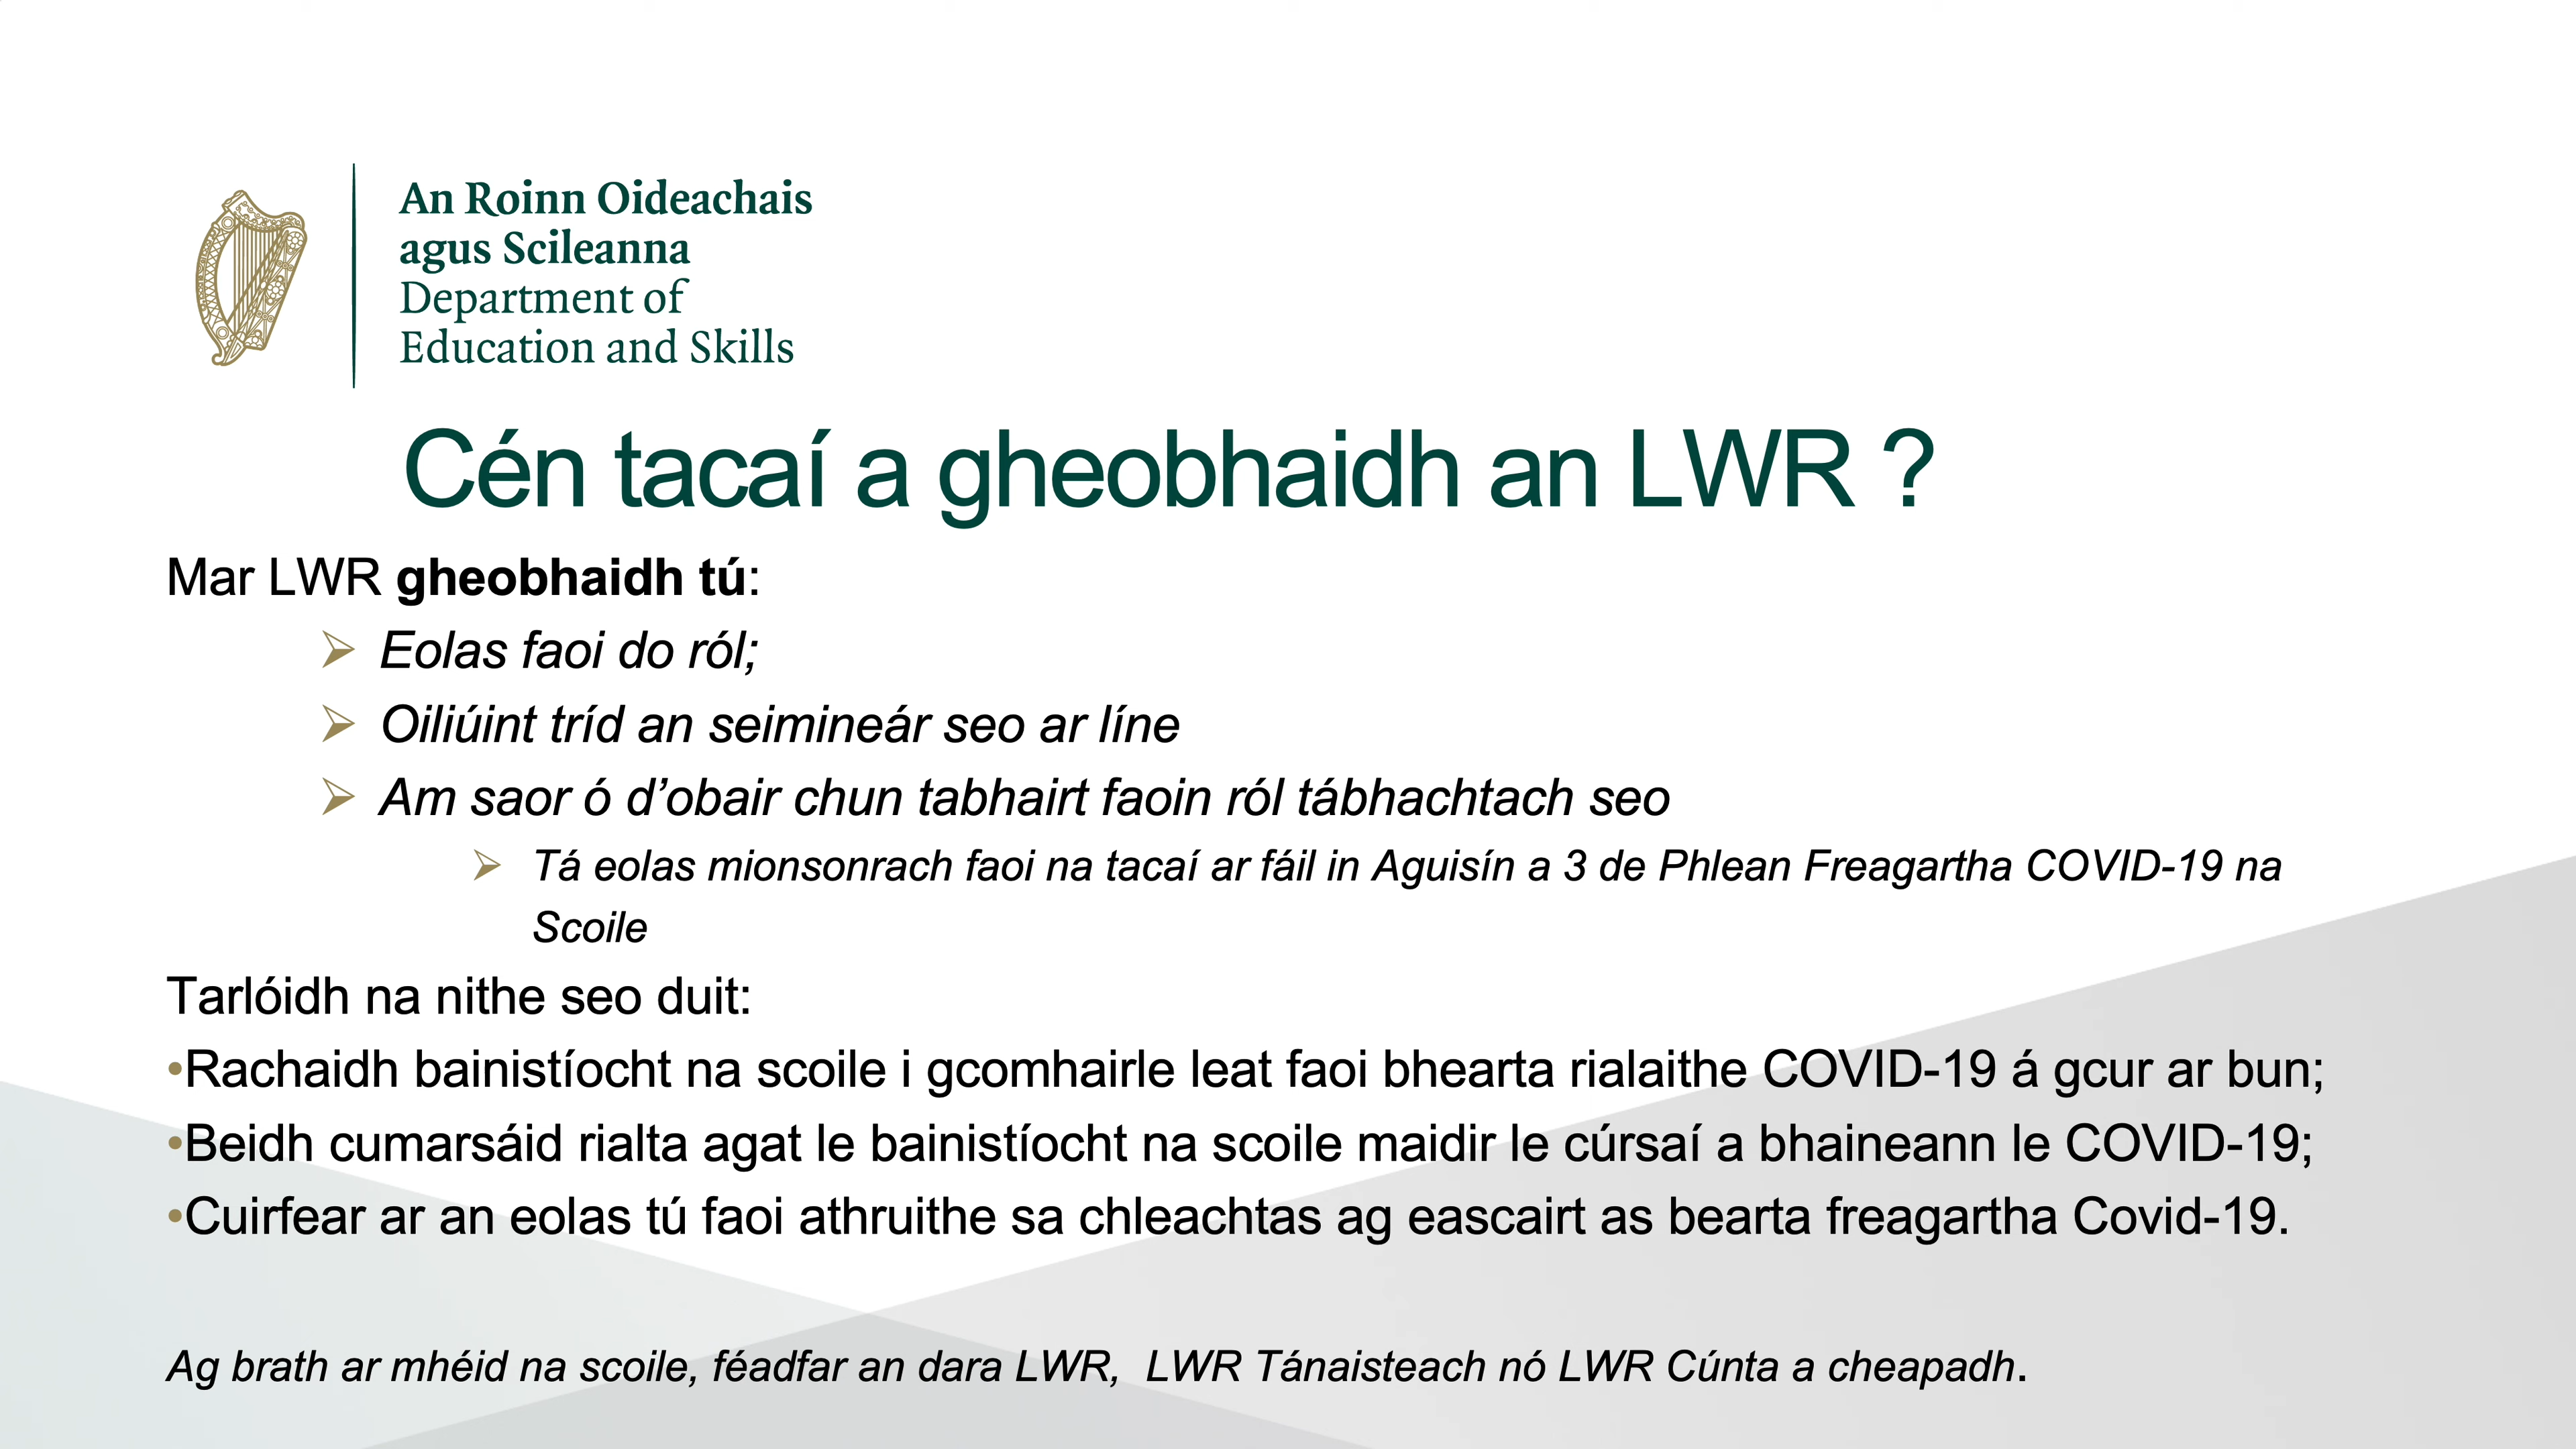 An Roinn Oideachais
agus Scileanna
Department of
Education and Skills
Cén tacaí a gheobhaidh an LWR ?
Mar LWR gheobhaidh tú:
➢ Eolas faoi do ról;
➢ Oiliúint tríd an seimineár seo ar líne
➢ Am saor ó d’obair chun tabhairt faoin ról tábhachtach seo
➢ Tá eolas mionsonrach faoi na tacaí ar fáil in Aguisín a 3 de Phlean Freagartha COVID-19 na
Scoile
Tarlóidh na nithe seo duit:
•Rachaidh bainistíocht na scoile i gcomhairle leat faoi bhearta rialaithe COVID-19 á gcur ar bun;
•Beidh cumarsáid rialta agat le bainistíocht na scoile maidir le cúrsaí a bhaineann le COVID-19;
•Cuirfear ar an eolas tú faoi athruithe sa chleachtas ag eascairt as bearta freagartha Covid-19.
Ag brath ar mhéid na scoile, féadfar an dara LWR, LWR Tánaisteach nó LWR Cúnta a cheapadh.